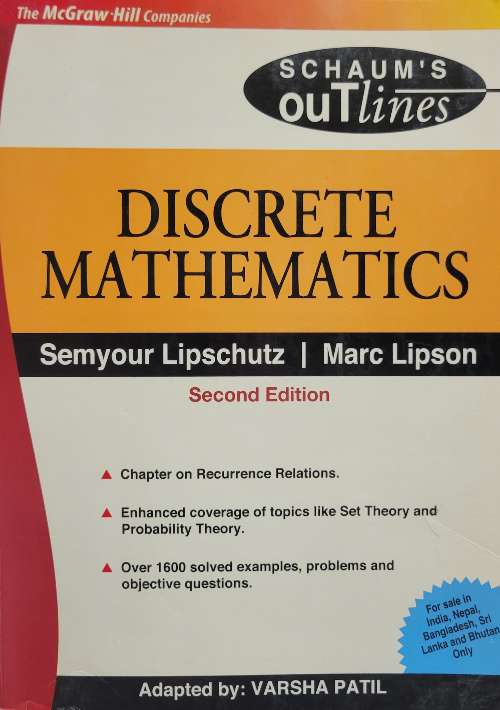 The McGraw·Hill Companies
SCHAUM'S
ouTlines
DISCRETE
MATHEMATICS
Semyour Lipschutz | Marc Lipson
Second Edition
▲ Chapter on Recurrence Relations.
▲ Enhanced coverage of topics like Set Theory and
Probability Theory.
▲ Over 1600 solved examples, problems and
objective questions.
For sale in
India, Nepal,
Bangladesh, Sri
Lanka and Bhutan
Only
Adapted by: VARSHA PATIL